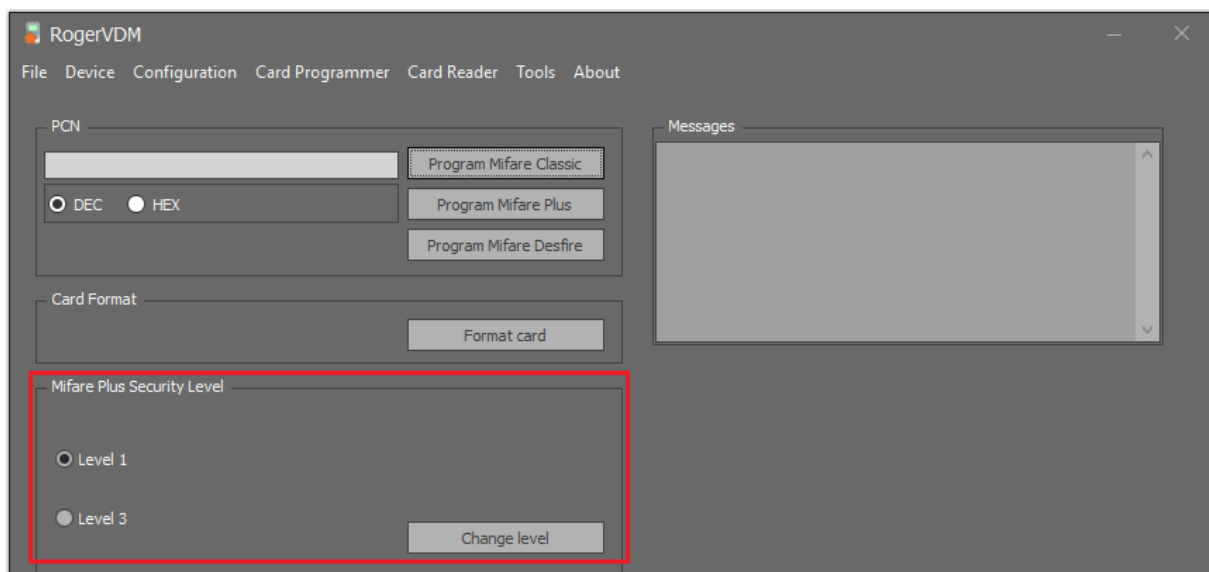 RogerVDM
File Device Configuration Card Programmer Card Reader Tools About
PCN
Program Mifare Classic
DEC HEX
Program Mifare Plus
Program Mifare Desfire
Card Format
Format card
Mifare Plus Security Level
Level 1
Level 3
Change level
Messages